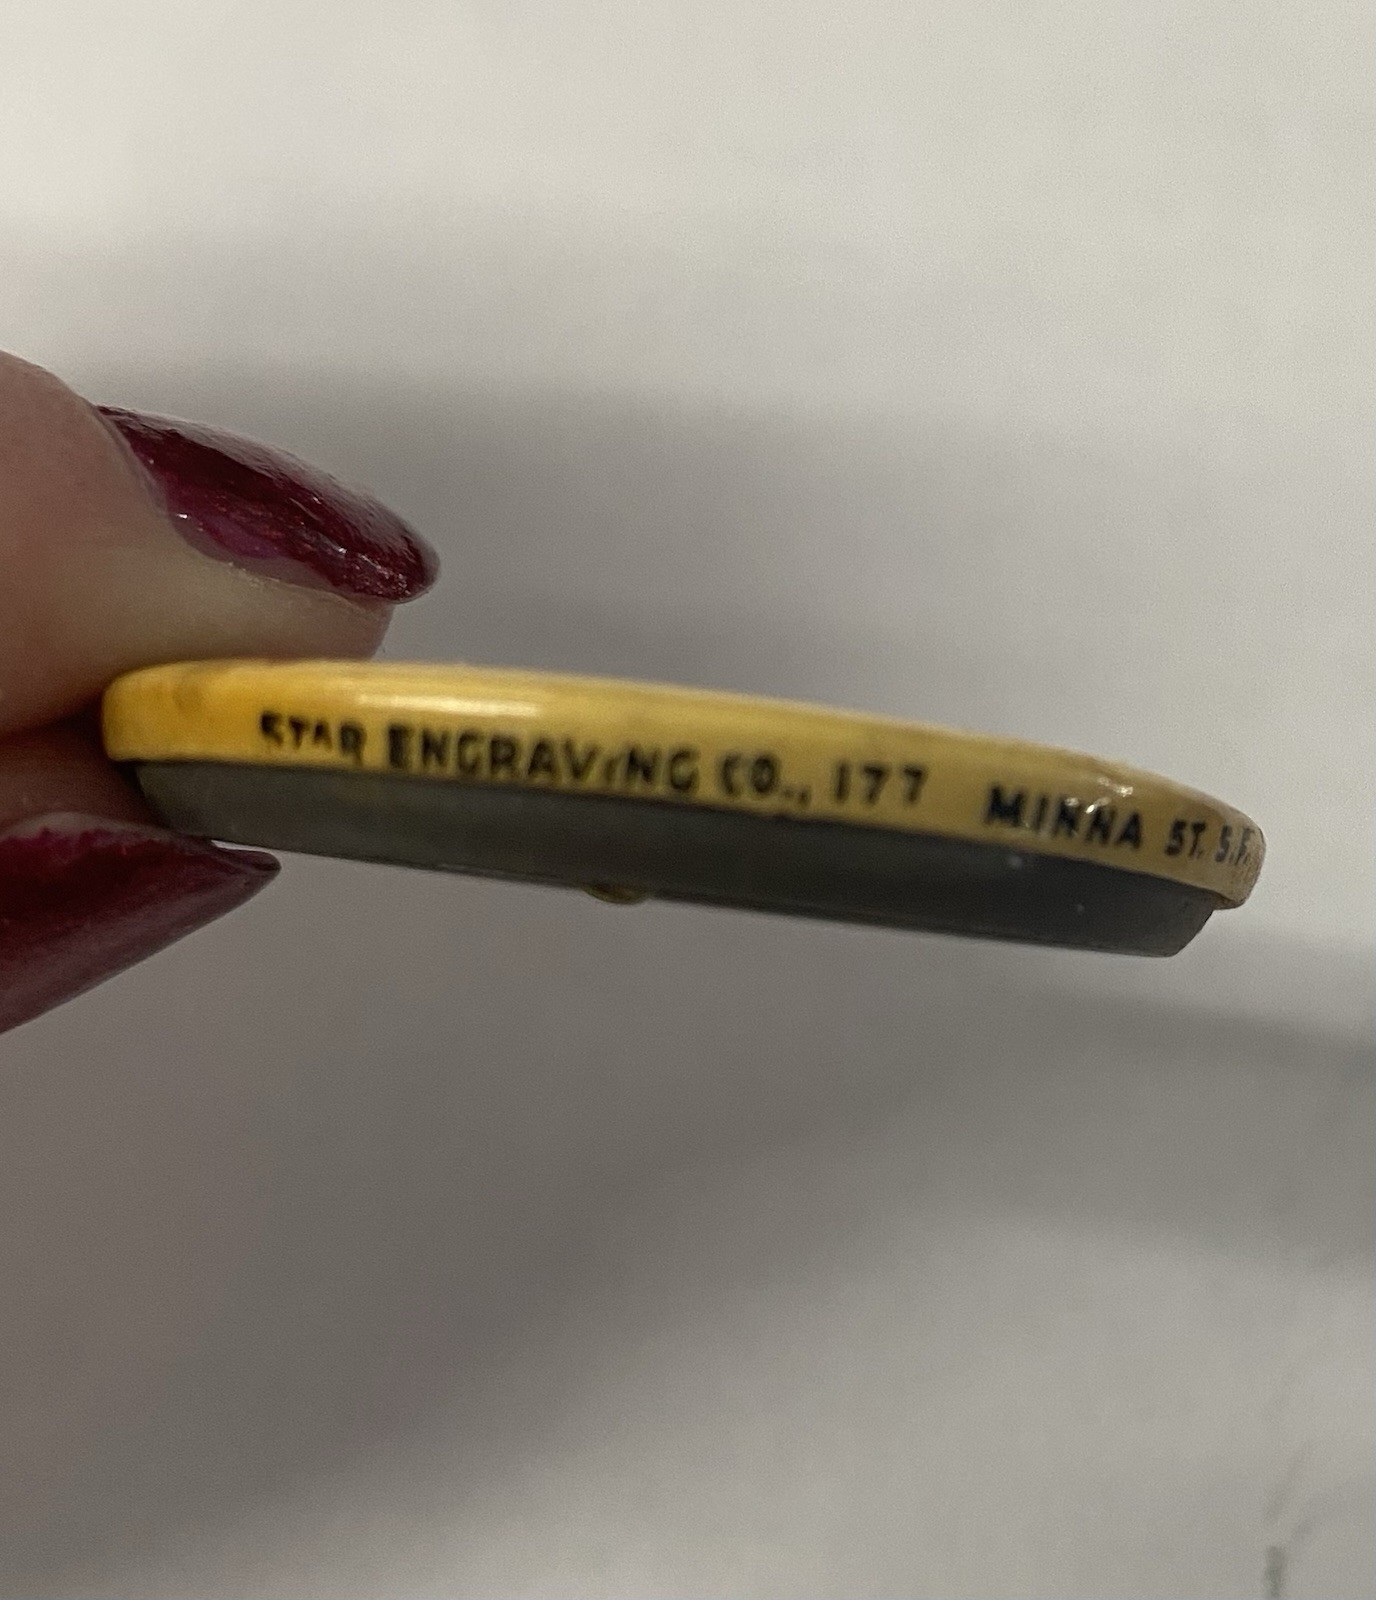 STAR ENGRAVING CO., 177 MINNA ST. S.F.